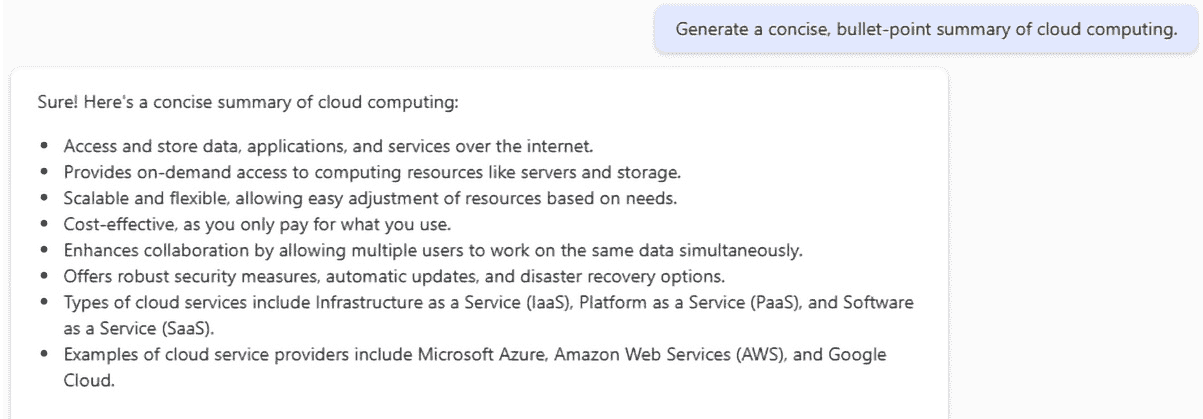 Generate a concise, bullet-point summary of cloud computing.
Sure! Here's a concise summary of cloud computing:
• Access and store data, applications, and services over the internet.
• Provides on-demand access to computing resources like servers and storage.
• Scalable and flexible, allowing easy adjustment of resources based on needs.
• Cost-effective, as you only pay for what you use.
• Enhances collaboration by allowing multiple users to work on the same data simultaneously.
• Offers robust security measures, automatic updates, and disaster recovery options.
• Types of cloud services include Infrastructure as a Service (IaaS), Platform as a Service (PaaS), and Software
as a Service (SaaS).
• Examples of cloud service providers include Microsoft Azure, Amazon Web Services (AWS), and Google
Cloud.